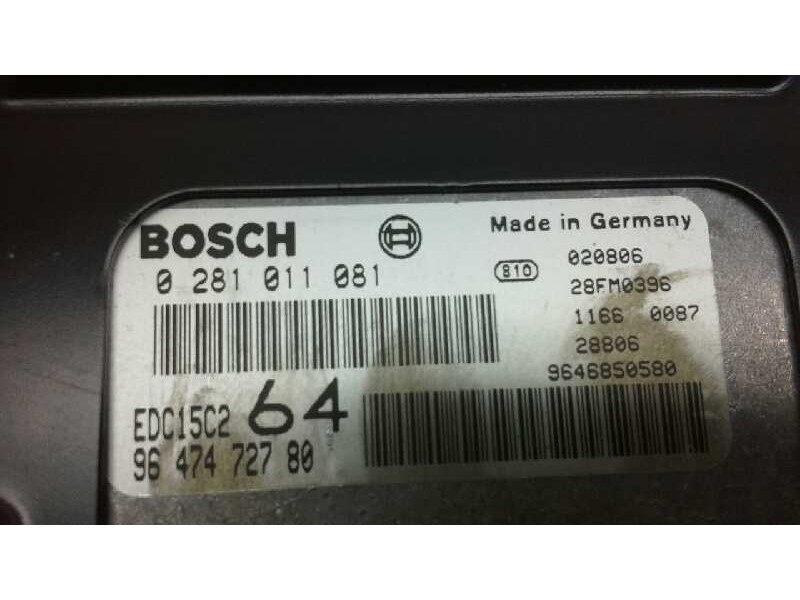 BOSCH
Made in Germany
0 281 011 081
810
020806
28FM0396
1166 0087
28806
9646850580
EDC15C2 64
96 474 727 80